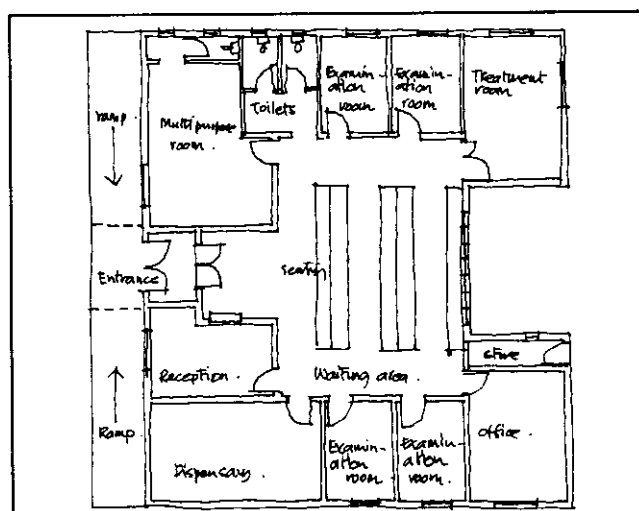 ramp
Multipurpose
room.
Toilets
Examin-
ation
room
Examin-
ation
room
Treatment
room
Entrance
seating
Reception.
Waiting area.
store
Ramp
Dispensary
Examin-
ation
room.
Examin-
ation
room.
Office